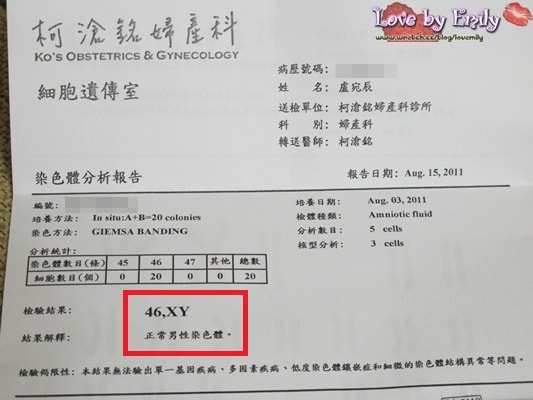 Love by Emily
www.wretch.cc/blog/lovemily
柯滄銘婦產科
KO'S OBSTETRICS & GYNECOLOGY
細胞遺傳室
病歷號碼：
姓 名：盧宛辰
送檢單位：柯滄銘婦產科診所
科 別：婦產科
轉送醫師：柯滄銘
染色體分析報告
報告日期：Aug. 15, 2011
編號：
培養日期： Aug. 03, 2011
培養方法： In situ:A+B=20 colonies
檢體種類： Amniotic fluid
染色方法： GIEMSA BANDING
分析數目： 5 cells
核型分析： 3 cells
分析統計：
染色體數目(條) 45 46 47 其他 總數
細胞數目(個) 0 20 0 0 20
檢驗結果： 46,XY
結果解釋： 正常男性染色體。
檢驗侷限性：本結果無法驗出單一基因疾病、多因素疾病、低度染色體鑲嵌症和細微的染色體結構異常等問題。